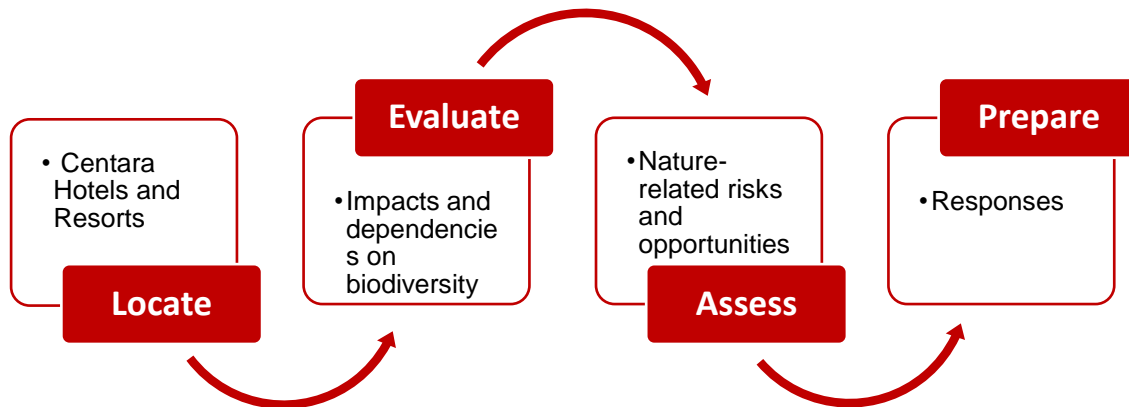 • Centara
Hotels and
Resorts
Locate
Evaluate
•Impacts and
dependencie
s on
biodiversity
•Nature-
related risks
and
opportunities
Assess
Prepare
•Responses